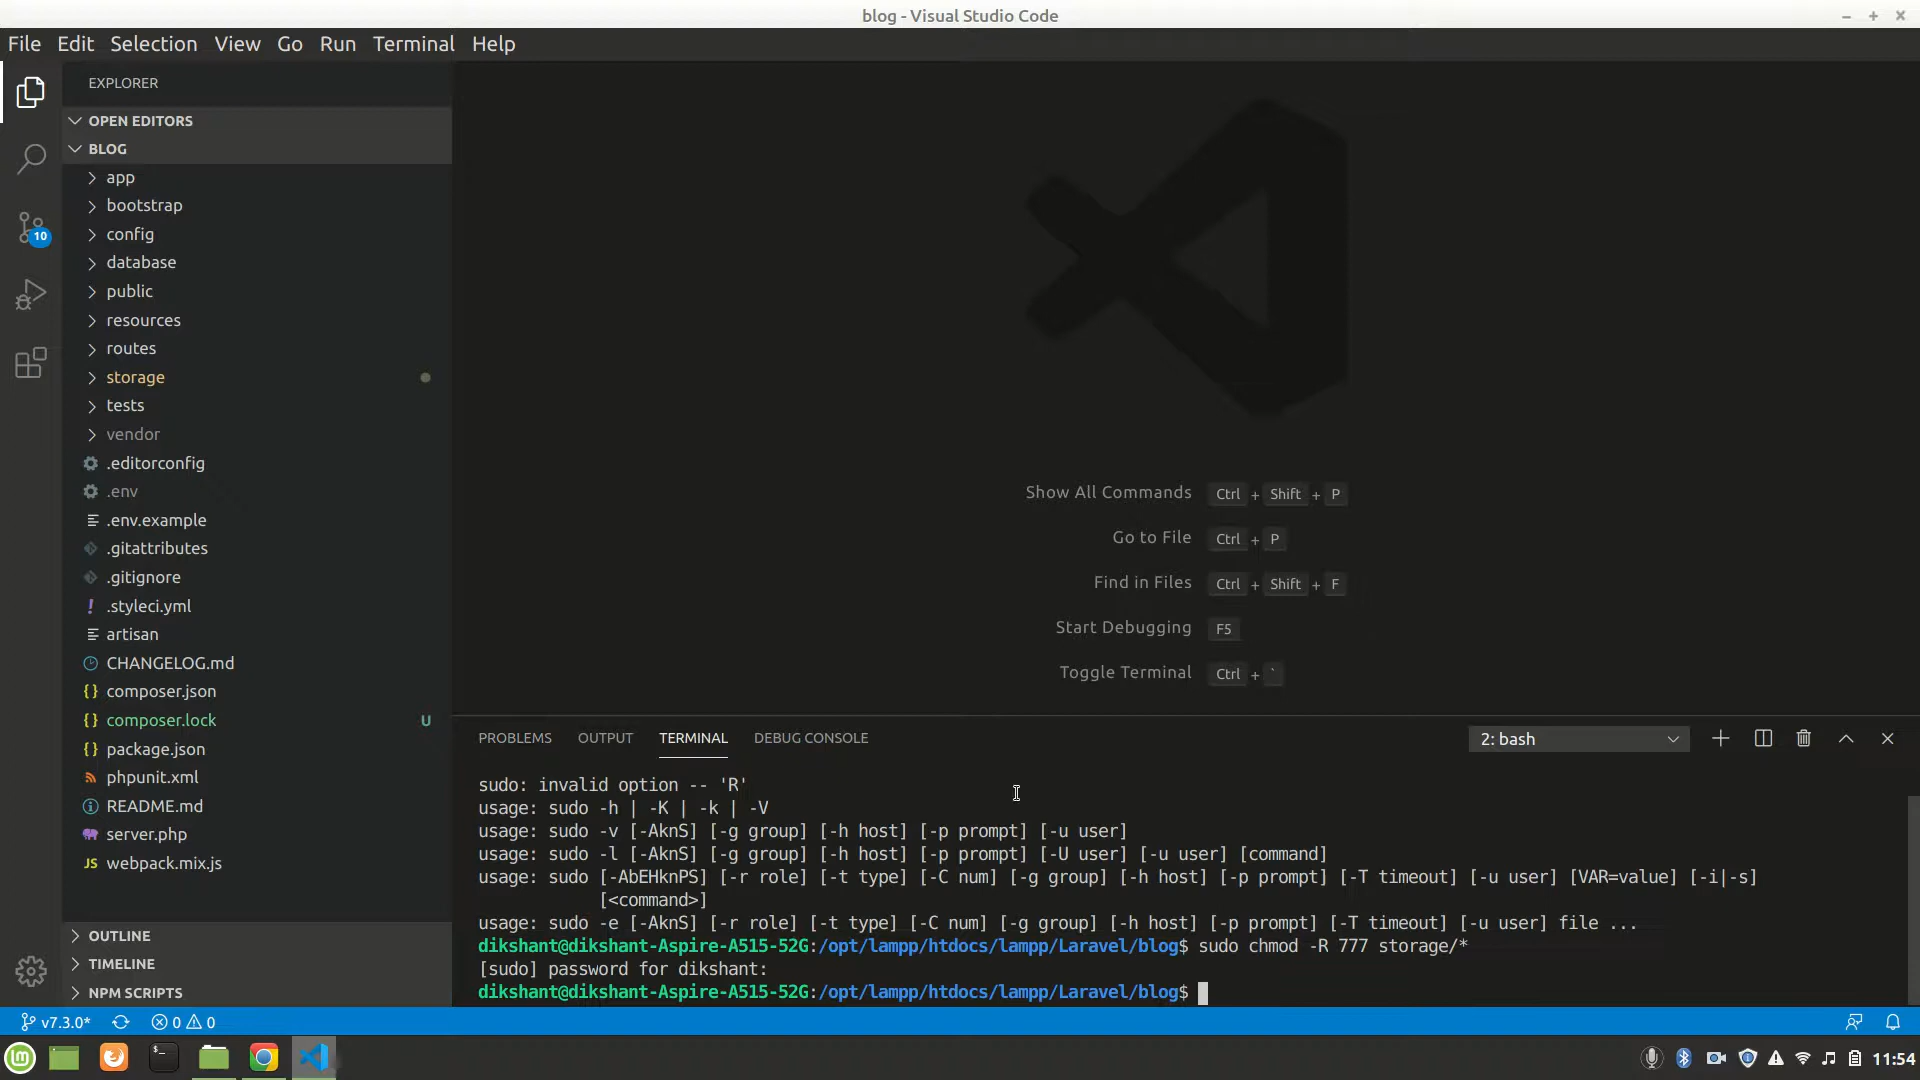 blog - Visual Studio Code
File Edit Selection View Go Run Terminal Help
EXPLORER
OPEN EDITORS
BLOG
app
bootstrap
config
database
public
resources
routes
storage
tests
vendor
.editorconfig
.env
.env.example
.gitattributes
.gitignore
.styleci.yml
artisan
CHANGELOG.md
composer.json
composer.lock U
package.json
phpunit.xml
README.md
server.php
JS webpack.mix.js
OUTLINE
TIMELINE
NPM SCRIPTS
10
Show All Commands Ctrl + Shift + P
Go to File Ctrl + P
Find in Files Ctrl + Shift + F
Start Debugging F5
Toggle Terminal Ctrl + `
PROBLEMS OUTPUT TERMINAL DEBUG CONSOLE 2: bash
sudo: invalid option -- 'R'
usage: sudo -h | -K | -k | -V
usage: sudo -v [-AknS] [-g group] [-h host] [-p prompt] [-u user]
usage: sudo -l [-AknS] [-g group] [-h host] [-p prompt] [-U user] [-u user] [command]
usage: sudo [-AbEHknPS] [-r role] [-t type] [-C num] [-g group] [-h host] [-p prompt] [-T timeout] [-u user] [VAR=value] [-i|-s]
[<command>]
usage: sudo -e [-AknS] [-r role] [-t type] [-C num] [-g group] [-h host] [-p prompt] [-T timeout] [-u user] file ...
dikshant@dikshant-Aspire-A515-52G:/opt/lampp/htdocs/lampp/Laravel/blog$ sudo chmod -R 777 storage/*
[sudo] password for dikshant:
dikshant@dikshant-Aspire-A515-52G:/opt/lampp/htdocs/lampp/Laravel/blog$
v7.3.0* 0 0
11:54